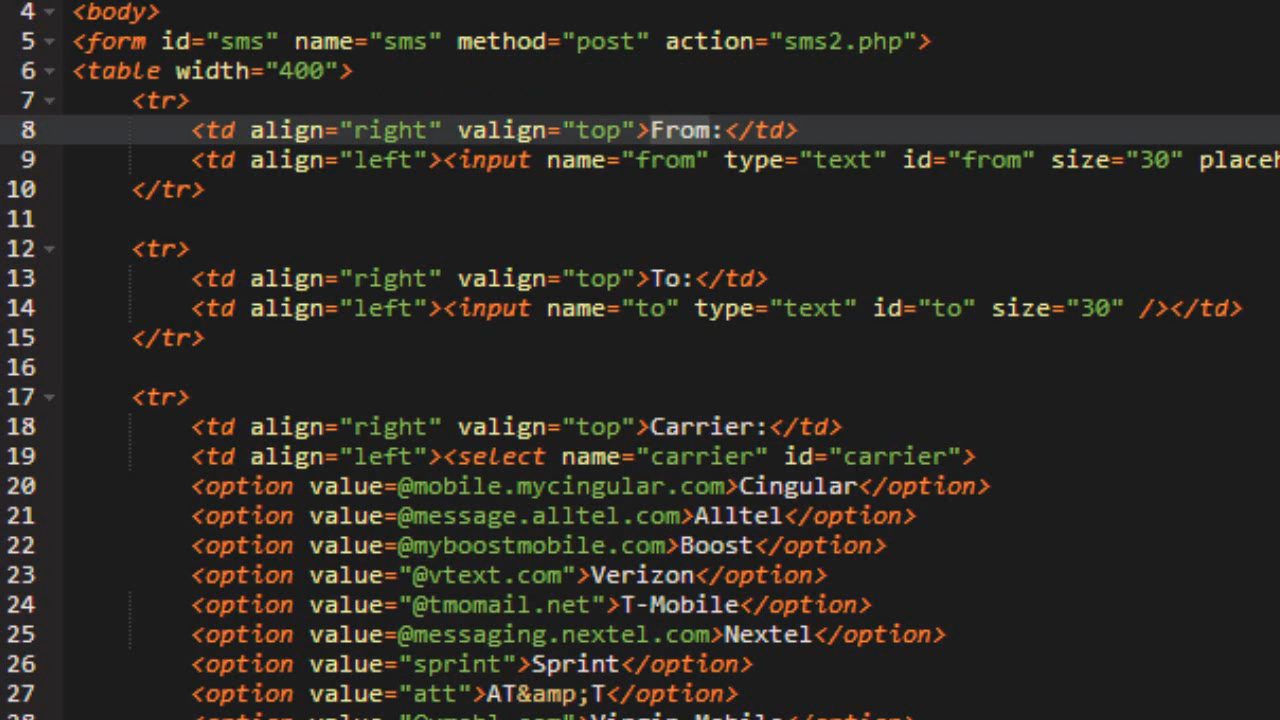 4 <body>
5 <form id="sms" name="sms" method="post" action="sms2.php">
6 <table width="400">
7 <tr>
8 <td align="right" valign="top">From:</td>
9 <td align="left"><input name="from" type="text" id="from" size="30"
10 </tr>
11
12 <tr>
13 <td align="right" valign="top">To:</td>
14 <td align="left"><input name="to" type="text" id="to" size="30" /></td>
15 </tr>
16
17 <tr>
18 <td align="right" valign="top">Carrier:</td>
19 <td align="left"><select name="carrier" id="carrier">
20 <option value=@mobile.mycingular.com>Cingular</option>
21 <option value=@message.alltel.com>Alltel</option>
22 <option value=@myboostmobile.com>Boost</option>
23 <option value="@vtext.com">Verizon</option>
24 <option value="@tmomail.net">T-Mobile</option>
25 <option value=@messaging.nextel.com>Nextel</option>
26 <option value="sprint">Sprint</option>
27 <option value="att">AT&amp;T</option>